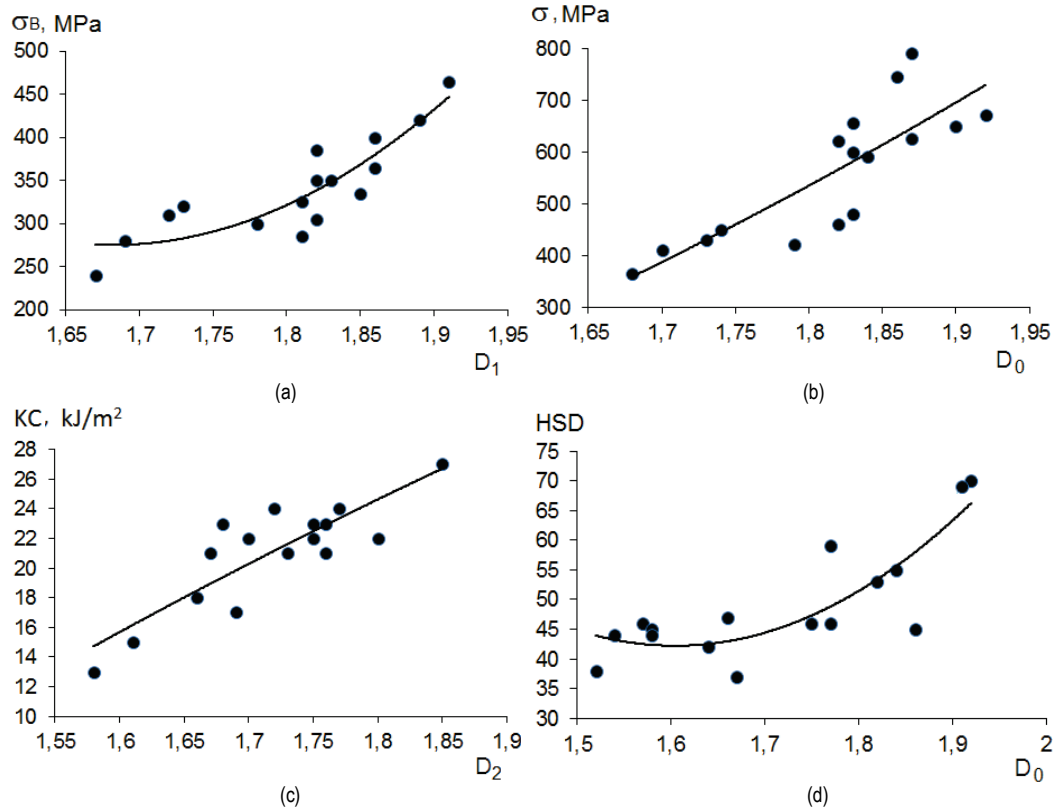 σB, MPa
500
450
400
350
300
250
200
1,65 1,7 1,75 1,8 1,85 1,9 1,95
D1
(a)
σ, MPa
800
700
600
500
400
300
1,65 1,7 1,75 1,8 1,85 1,9 1,95
D0
(b)
KC, kJ/m²
28
26
24
22
20
18
16
14
12
10
1,55 1,6 1,65 1,7 1,75 1,8 1,85 1,9
D2
(c)
HSD
75
70
65
60
55
50
45
40
35
30
1,5 1,6 1,7 1,8 1,9 2
D0
(d)